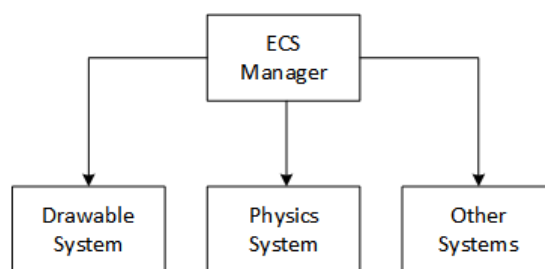 ECS
Manager
Drawable
System
Physics
System
Other
Systems